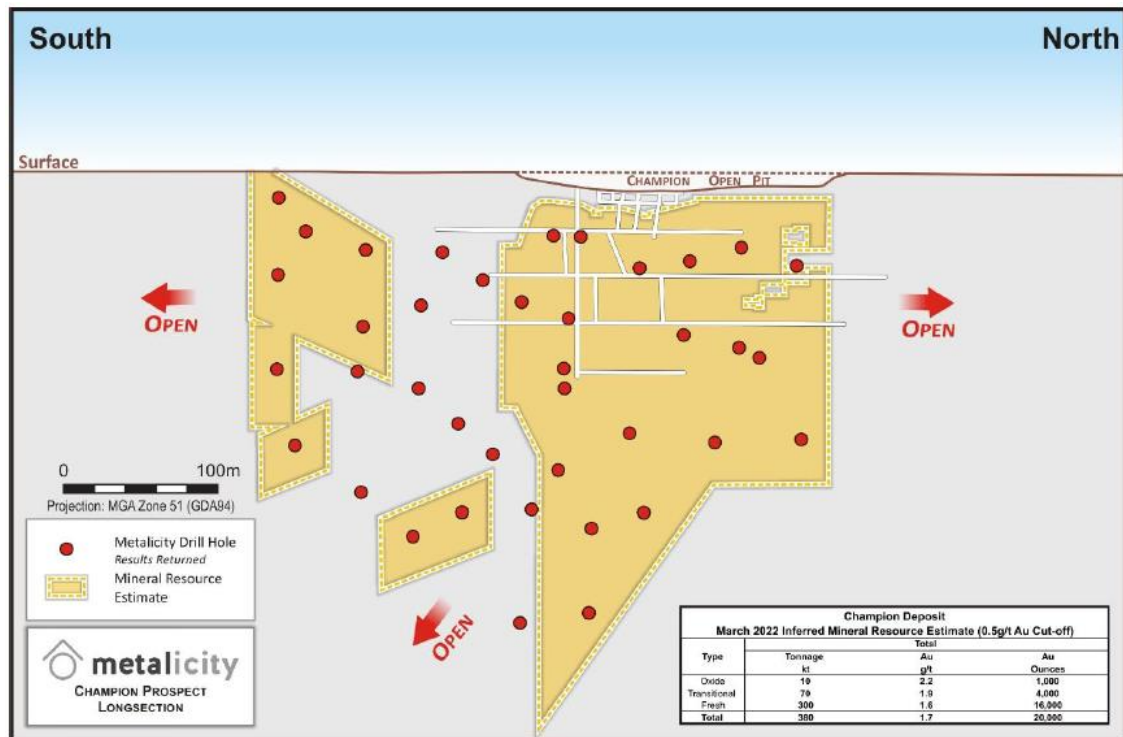 South
North
Surface
CHAMPION OPEN PIT
OPEN
OPEN
OPEN
0 100m
Projection: MGA Zone 51 (GDA94)
Metalicity Drill Hole
Results Returned
Mineral Resource
Estimate
metalicity
CHAMPION PROSPECT
LONGSECTION
Champion Deposit
March 2022 Inferred Mineral Resource Estimate (0.5g/t Au Cut-off)
Total
Type Tonnage Au Au
kt g/t Ounces
Oxide 10 2.2 1,000
Transitional 70 1.9 4,000
Fresh 300 1.6 16,000
Total 380 1.7 20,000